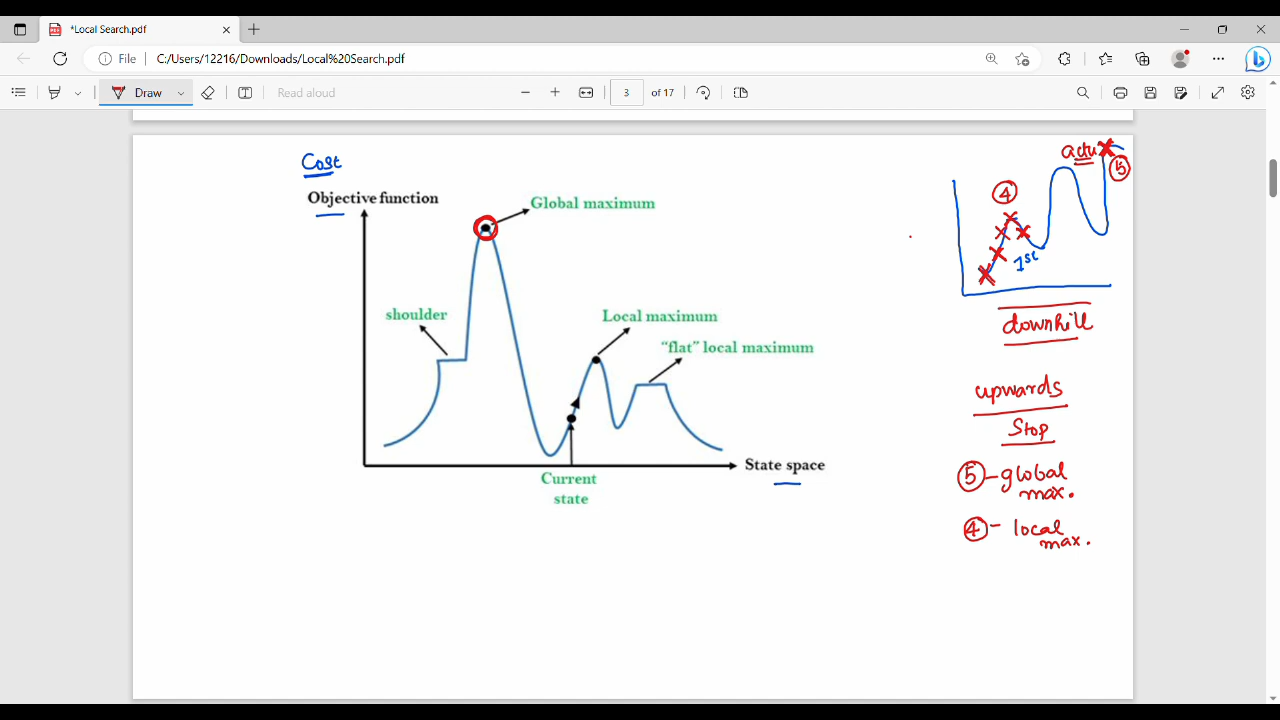 *Local Search.pdf
File
C:/Users/12216/Downloads/Local%20Search.pdf
Draw
Read aloud
3
of 17
Cost
Objective function
Global maximum
shoulder
Local maximum
"flat" local maximum
Current
state
State space
actu
5
4
1st
downhill
upwards
Stop
5 - global
max.
4 - local
max.